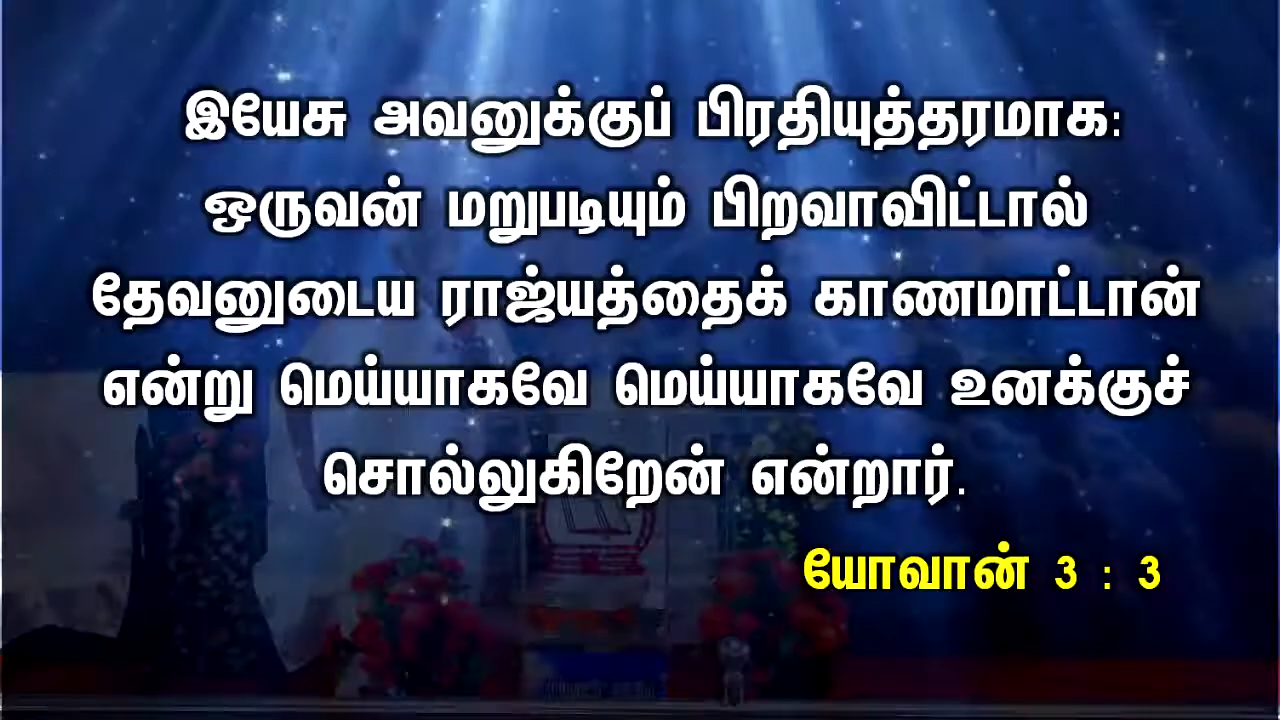 இயேசு அவனுக்குப் பிரதியுத்தரமாக:
ஒருவன் மறுபடியும் பிறவாவிட்டால்
தேவனுடைய ராஜ்யத்தைக் காணமாட்டான்
என்று மெய்யாகவே மெய்யாகவே உனக்குச்
சொல்லுகிறேன் என்றார்.
யோவான் 3 : 3